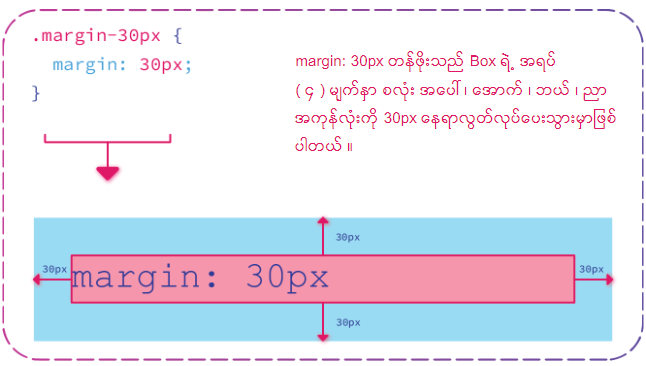 .margin-30px {
margin: 30px;
}
margin: 30px တန်ဖိုးသည် Box ရဲ့ အရပ်
( ၄ ) မျက်နှာ စလုံး အပေါ် ၊ အောက် ၊ ဘယ် ၊ ညာ
အကုန်လုံးကို 30px နေရာလွတ်လုပ်ပေးသွားမှာဖြစ်
ပါတယ် ။
30px
30px
margin: 30px
30px
30px